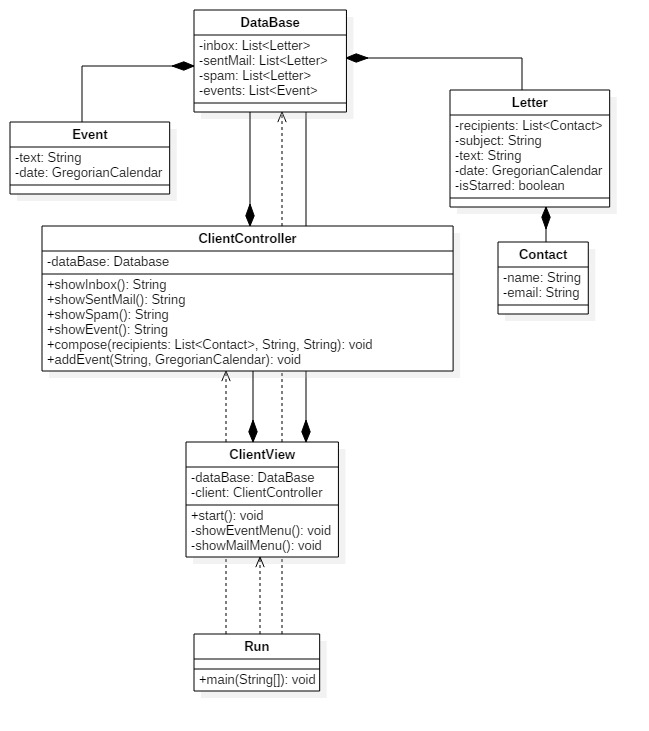 DataBase
-inbox: List<Letter>
-sentMail: List<Letter>
-spam: List<Letter>
-events: List<Event>
Event
-text: String
-date: GregorianCalendar
Letter
-recipients: List<Contact>
-subject: String
-text: String
-date: GregorianCalendar
-isStarred: boolean
ClientController
-dataBase: Database
+showInbox(): String
+showSentMail(): String
+showSpam(): String
+showEvent(): String
+compose(recipients: List<Contact>, String, String): void
+addEvent(String, GregorianCalendar): void
Contact
-name: String
-email: String
ClientView
-dataBase: DataBase
-client: ClientController
+start(): void
-showEventMenu(): void
-showMailMenu(): void
Run
+main(String[]): void